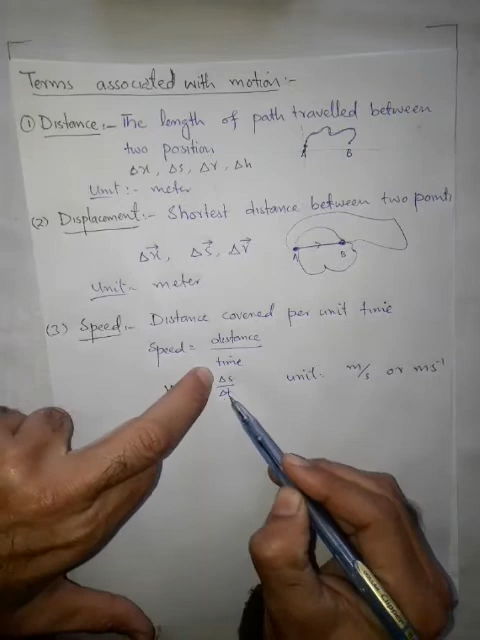 Terms associated with motion:-
① Distance:- The length of path travelled between
two position
Δx, Δs, Δr, Δh
Unit:- meter
A B
(2) Displacement:- Shortest distance between two points
Δx⃗, Δs⃗, Δr⃗
A B
Unit:- meter
(3) Speed:- Distance covered per unit time
Speed = distance
time
Δs
Δt
unit:- m/s or ms⁻¹